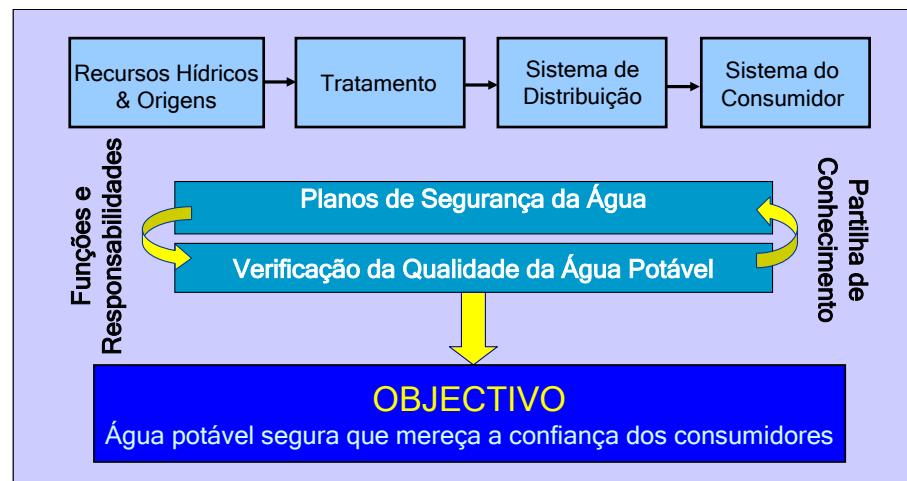 Recursos Hídricos
& Origens
Tratamento
Sistema de
Distribuição
Sistema do
Consumidor
Funções e
Responsabilidades
Planos de Segurança da Água
Verificação da Qualidade da Água Potável
Partilha de
Conhecimento
OBJECTIVO
Água potável segura que mereça a confiança dos consumidores